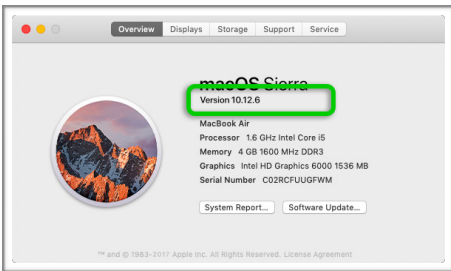 Overview Displays Storage Support Service
macOS Sierra
Version 10.12.6
MacBook Air
Processor 1.6 GHz Intel Core i5
Memory 4 GB 1600 MHz DDR3
Graphics Intel HD Graphics 6000 1536 MB
Serial Number C02RCFUUGFWM
System Report... Software Update...
™ and © 1983-2017 Apple Inc. All Rights Reserved. License Agreement